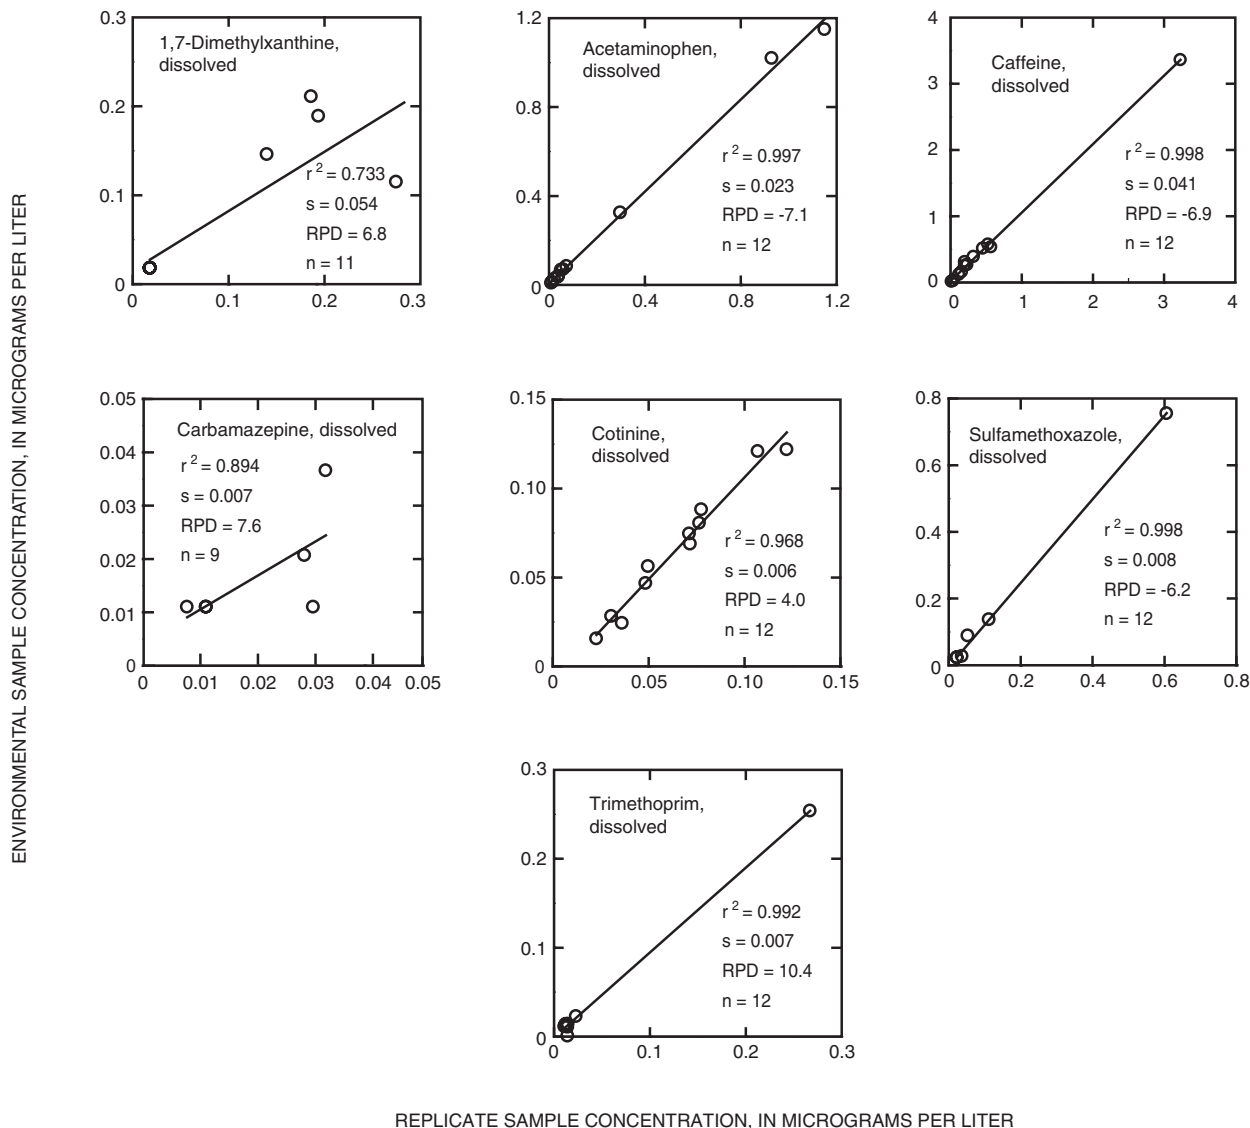 ENVIRONMENTAL SAMPLE CONCENTRATION, IN MICROGRAMS PER LITER
0.3
0.2
0.1
0
0
0.1
0.2
0.3
1,7-Dimethylxanthine,
dissolved
r² = 0.733
s = 0.054
RPD = 6.8
n = 11
1.2
0.8
0.4
0
0
0.4
0.8
1.2
Acetaminophen,
dissolved
r² = 0.997
s = 0.023
RPD = -7.1
n = 12
4
3
2
1
0
0
1
2
3
4
Caffeine,
dissolved
r² = 0.998
s = 0.041
RPD = -6.9
n = 12
0.05
0.04
0.03
0.02
0.01
0
0
0.01
0.02
0.03
0.04
0.05
Carbamazepine, dissolved
r² = 0.894
s = 0.007
RPD = 7.6
n = 9
0.15
0.10
0.05
0
0
0.05
0.10
0.15
Cotinine,
dissolved
r² = 0.968
s = 0.006
RPD = 4.0
n = 12
0.8
0.6
0.4
0.2
0
0
0.2
0.4
0.6
0.8
Sulfamethoxazole,
dissolved
r² = 0.998
s = 0.008
RPD = -6.2
n = 12
0.3
0.2
0.1
0
0
0.1
0.2
0.3
Trimethoprim,
dissolved
r² = 0.992
s = 0.007
RPD = 10.4
n = 12
REPLICATE SAMPLE CONCENTRATION, IN MICROGRAMS PER LITER